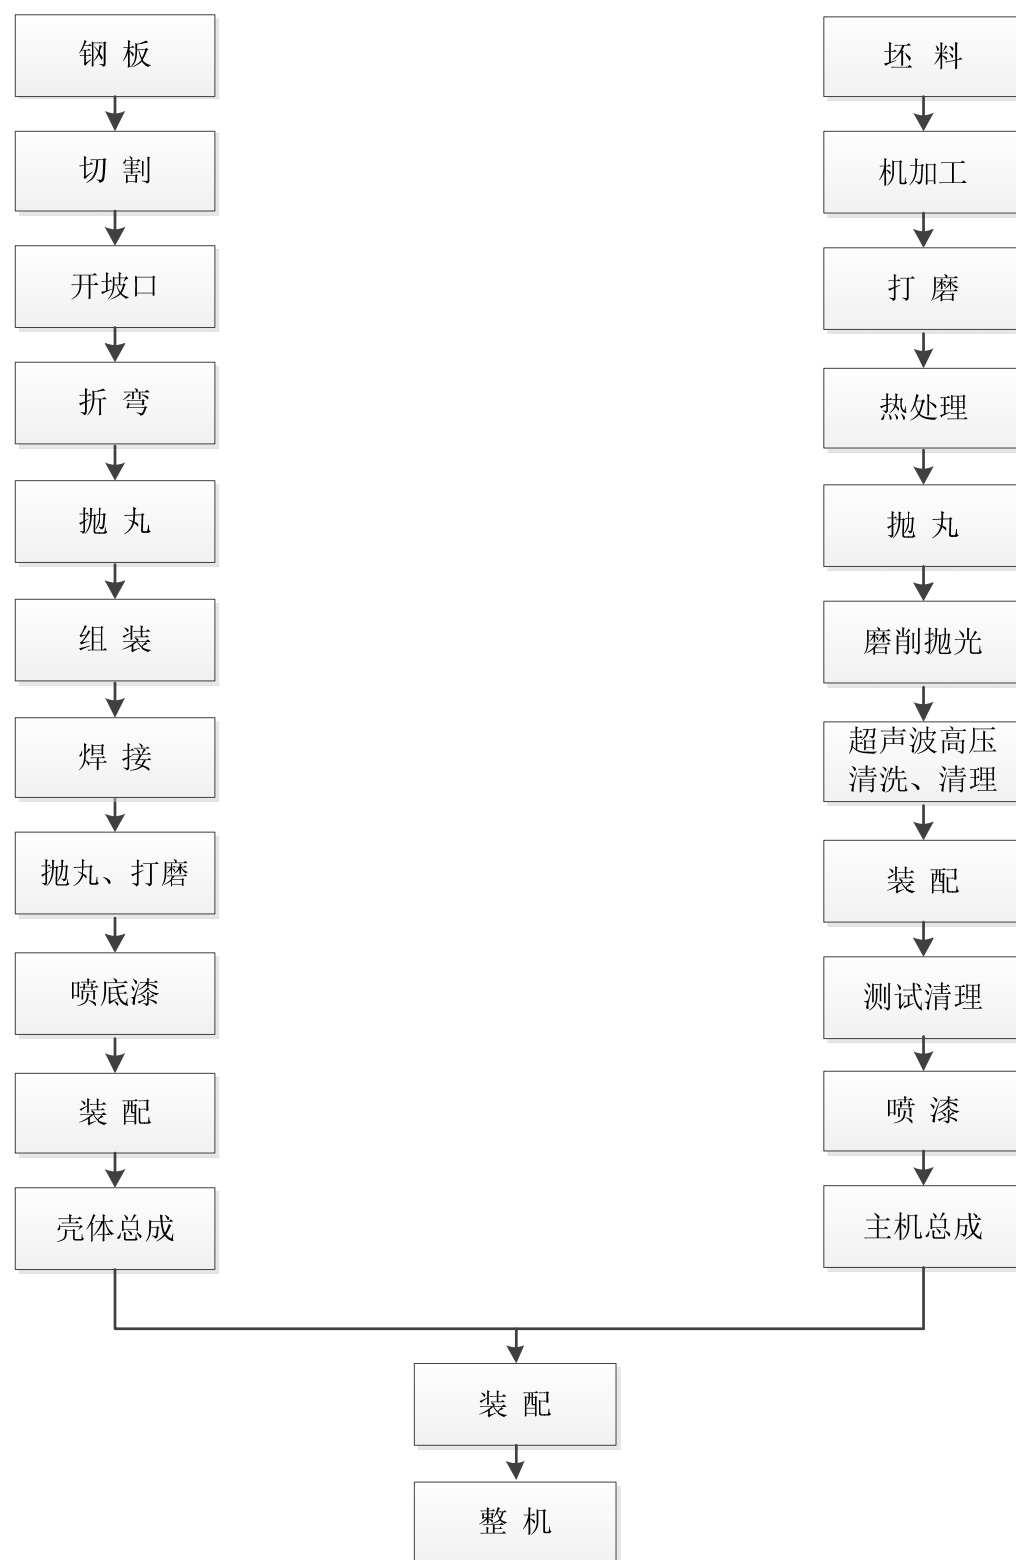 钢 板
切 割
开坡口
折 弯
抛 丸
组 装
焊 接
抛丸、打磨
喷底漆
装 配
壳体总成
坯 料
机加工
打 磨
热处理
抛 丸
磨削抛光
超声波高压
清洗、清理
装 配
测试清理
喷 漆
主机总成
装 配
整 机